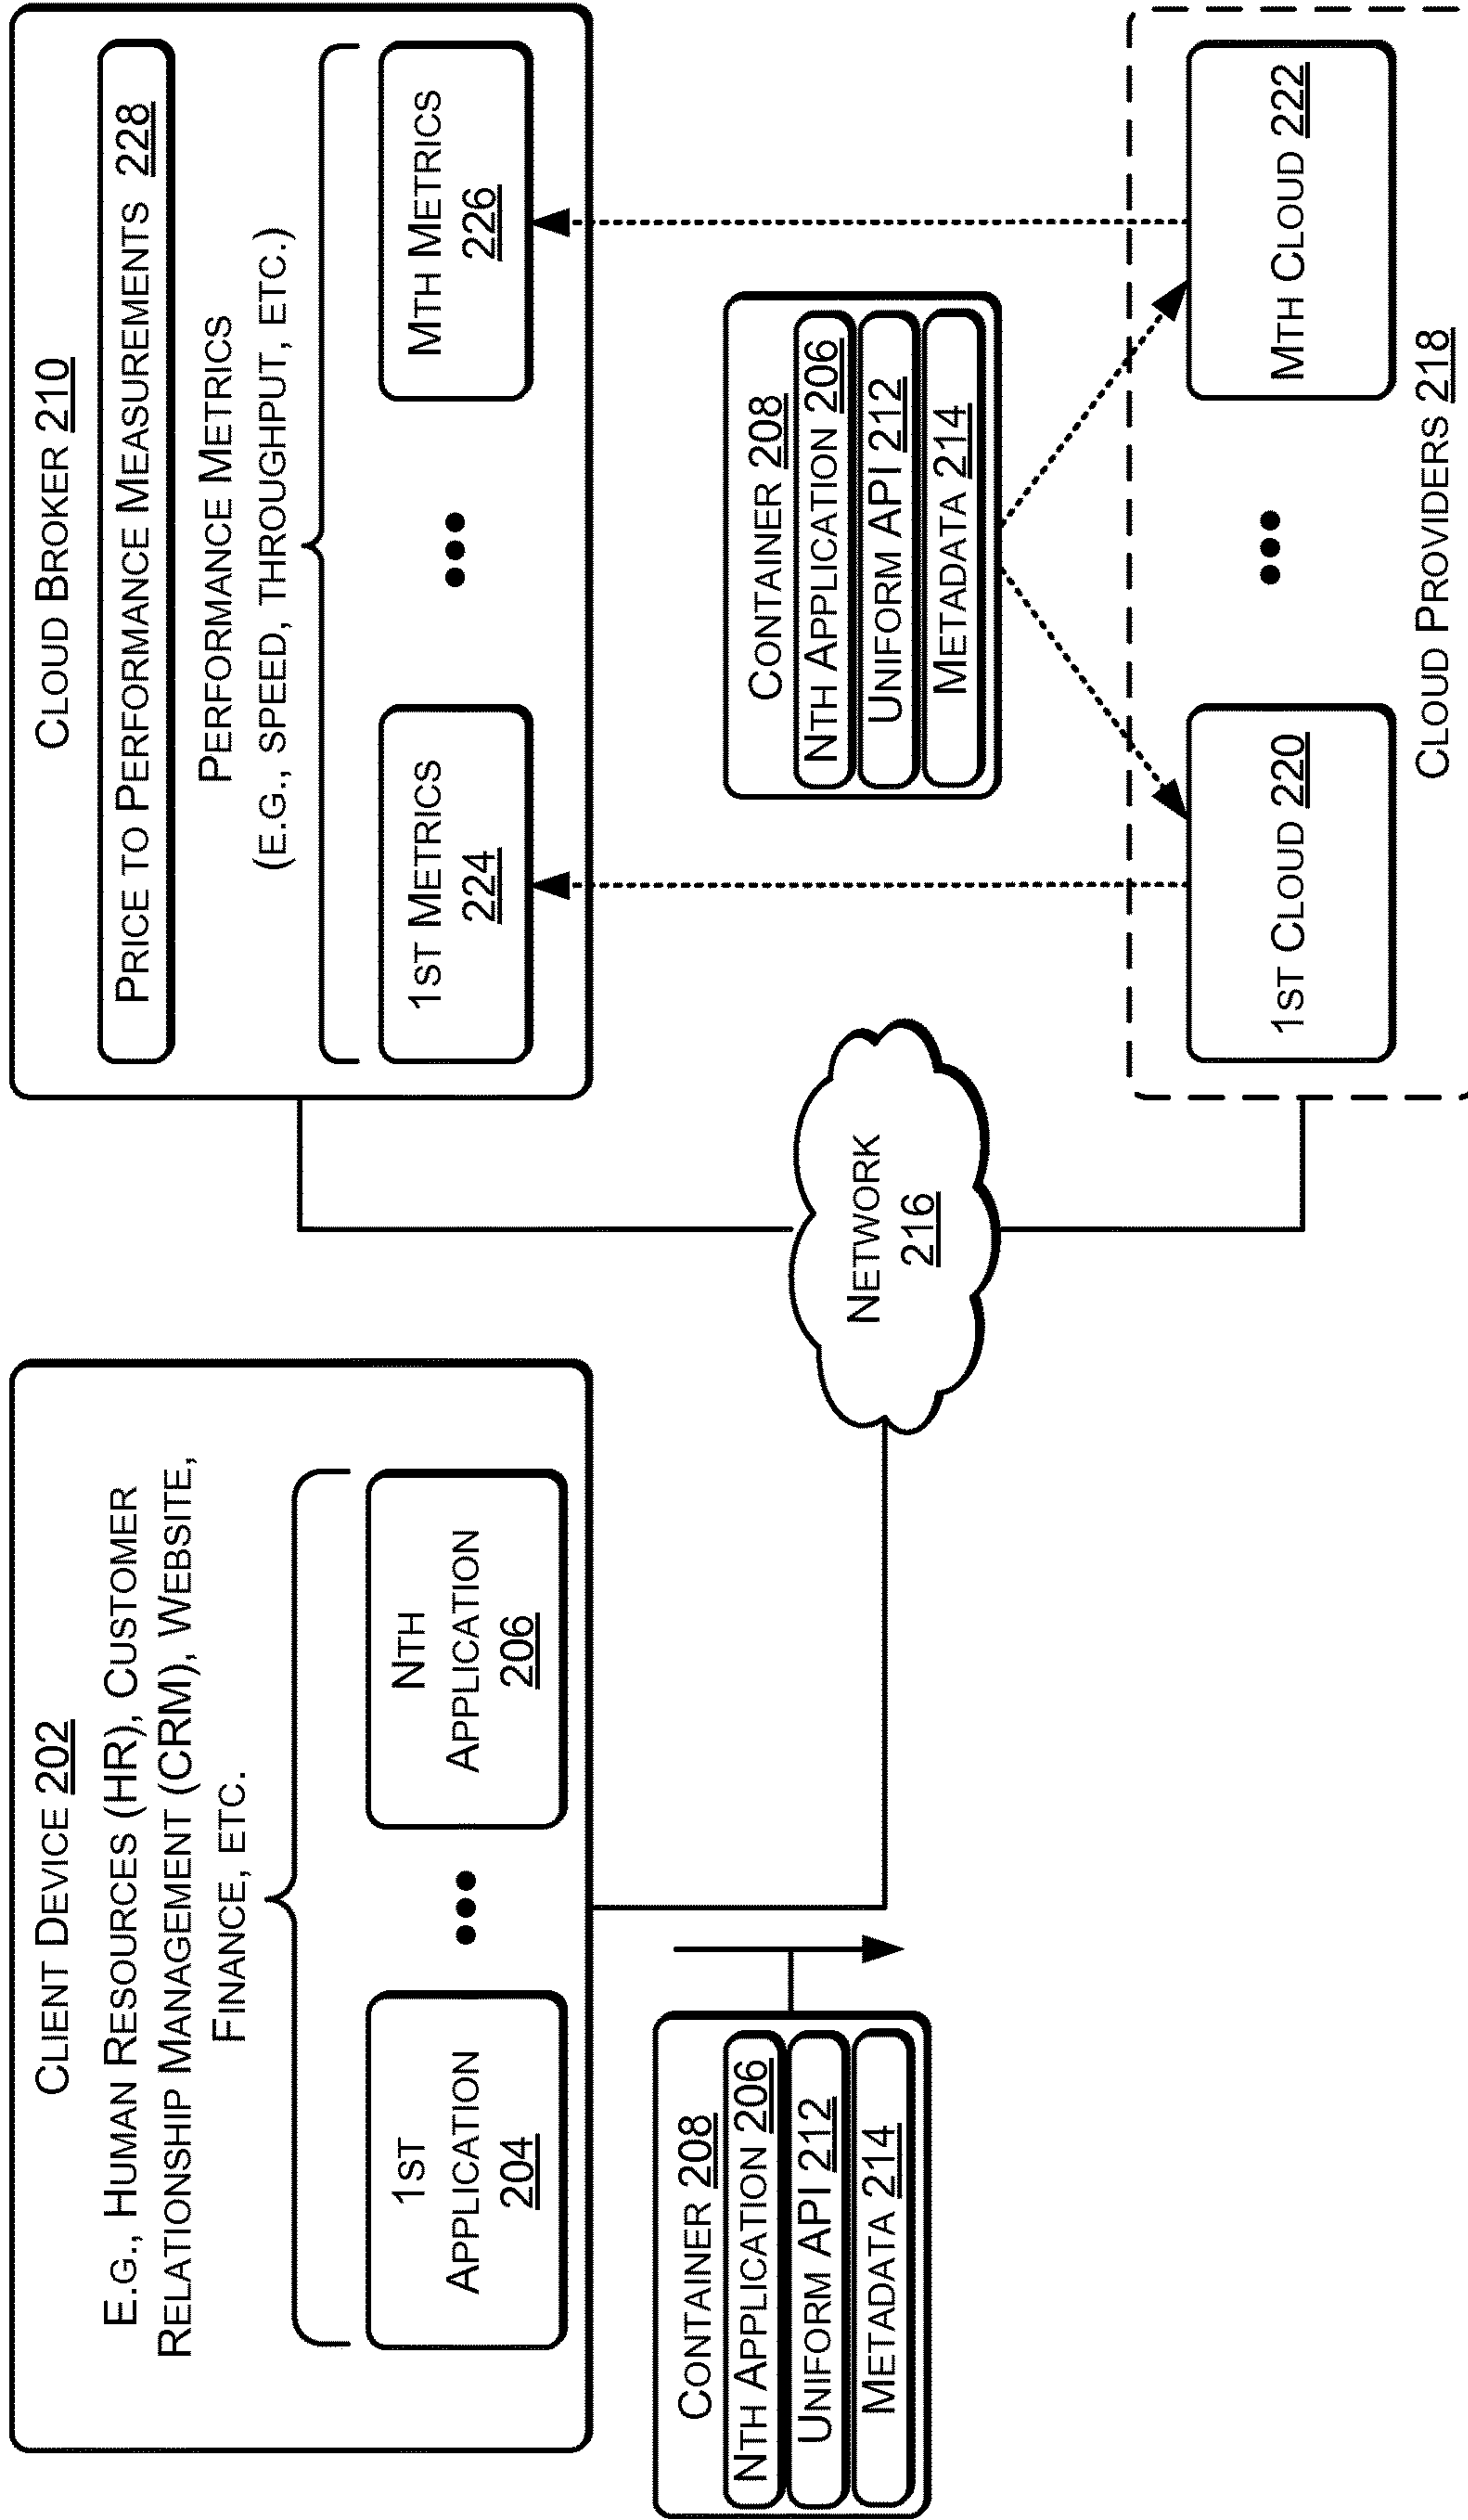 CLIENT DEVICE 202
E.G., HUMAN RESOURCES (HR), CUSTOMER
RELATIONSHIP MANAGEMENT (CRM), WEBSITE,
FINANCE, ETC.
1ST
APPLICATION
204
•••
NTH
APPLICATION
206
CONTAINER 208
NTH APPLICATION 206
UNIFORM API 212
METADATA 214
NETWORK
216
CLOUD BROKER 210
PRICE TO PERFORMANCE MEASUREMENTS 228
PERFORMANCE METRICS
(E.G., SPEED, THROUGHPUT, ETC.)
1ST METRICS
224
•••
MTH METRICS
226
CONTAINER 208
NTH APPLICATION 206
UNIFORM API 212
METADATA 214
1ST CLOUD 220
•••
MTH CLOUD 222
CLOUD PROVIDERS 218